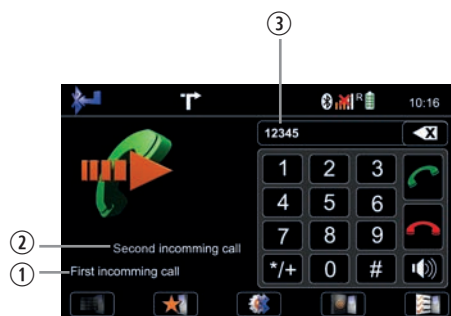 3
R 10:16
12345 X
1 2 3
4 5 6
2
7 8 9
Second incomming call
1
First incomming call
*/+ 0 #